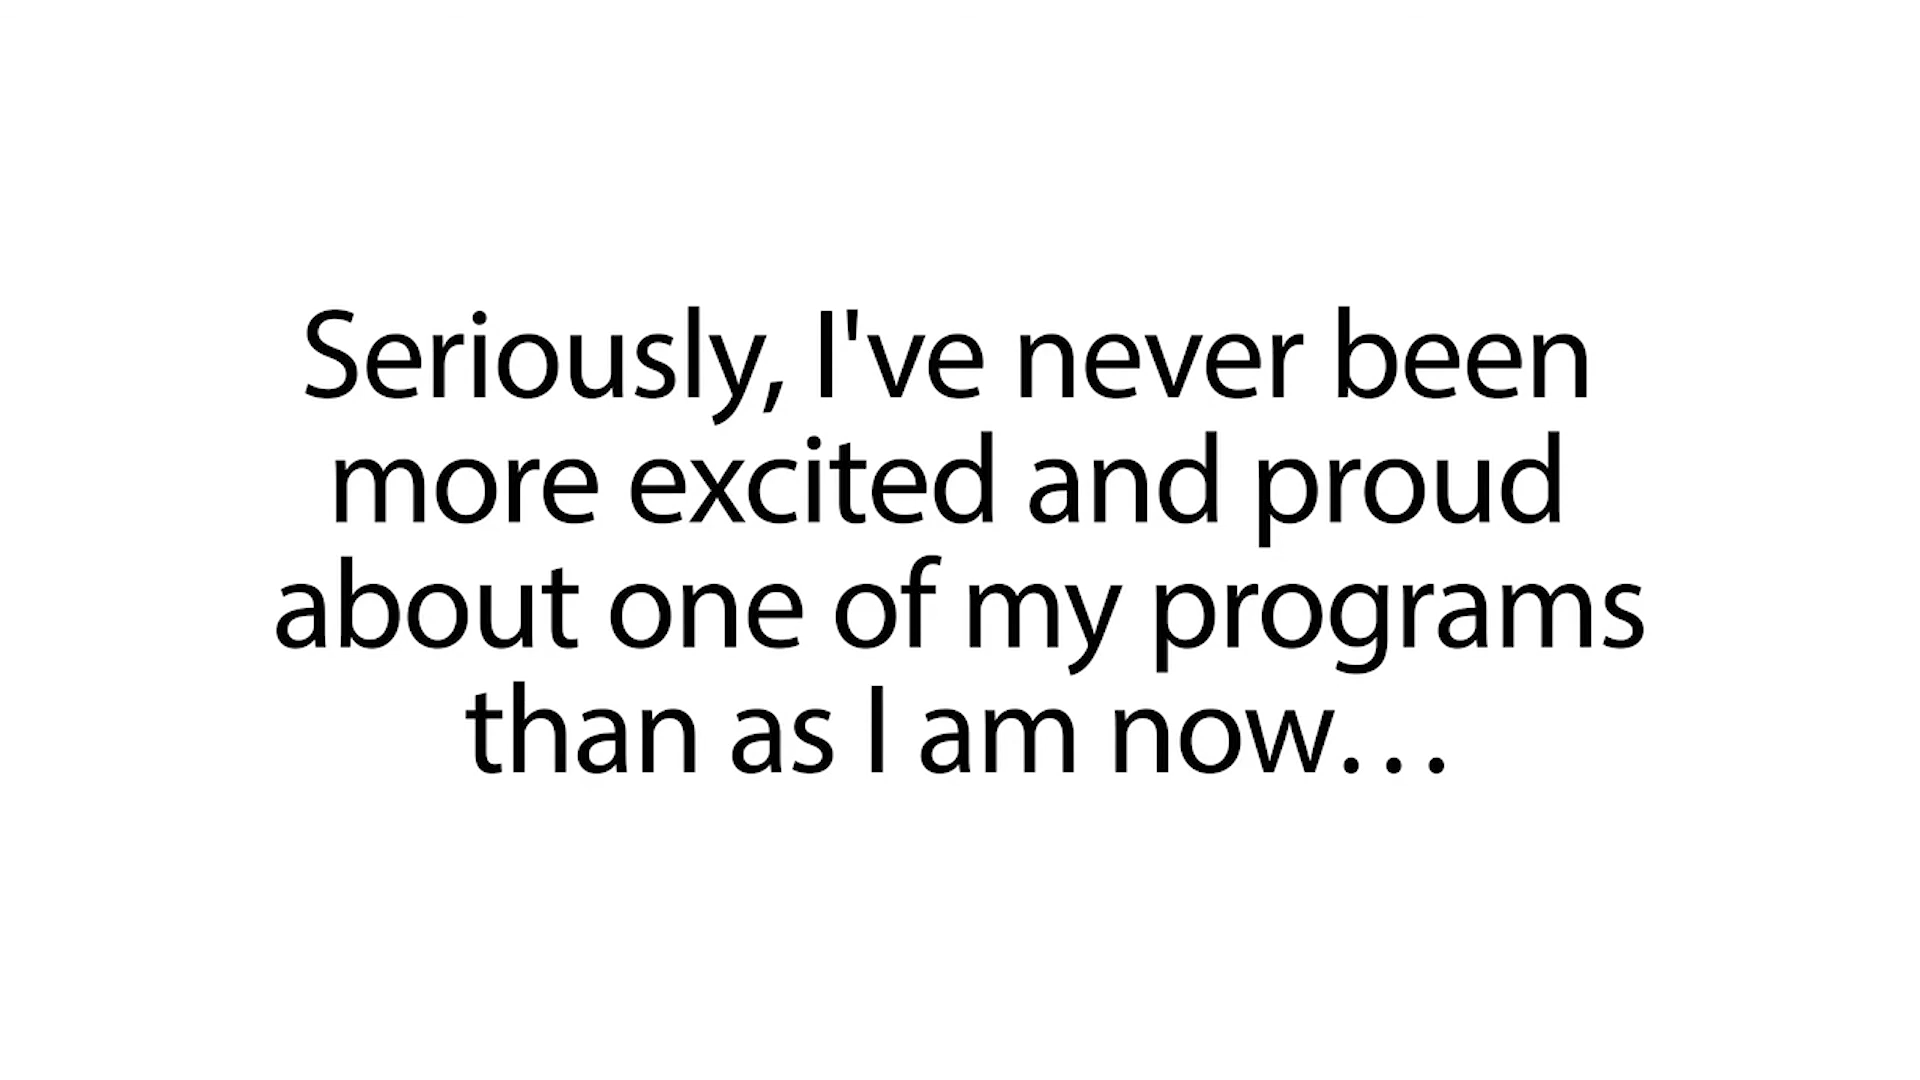 Seriously, I've never been
more excited and proud
about one of my programs
than as I am now…